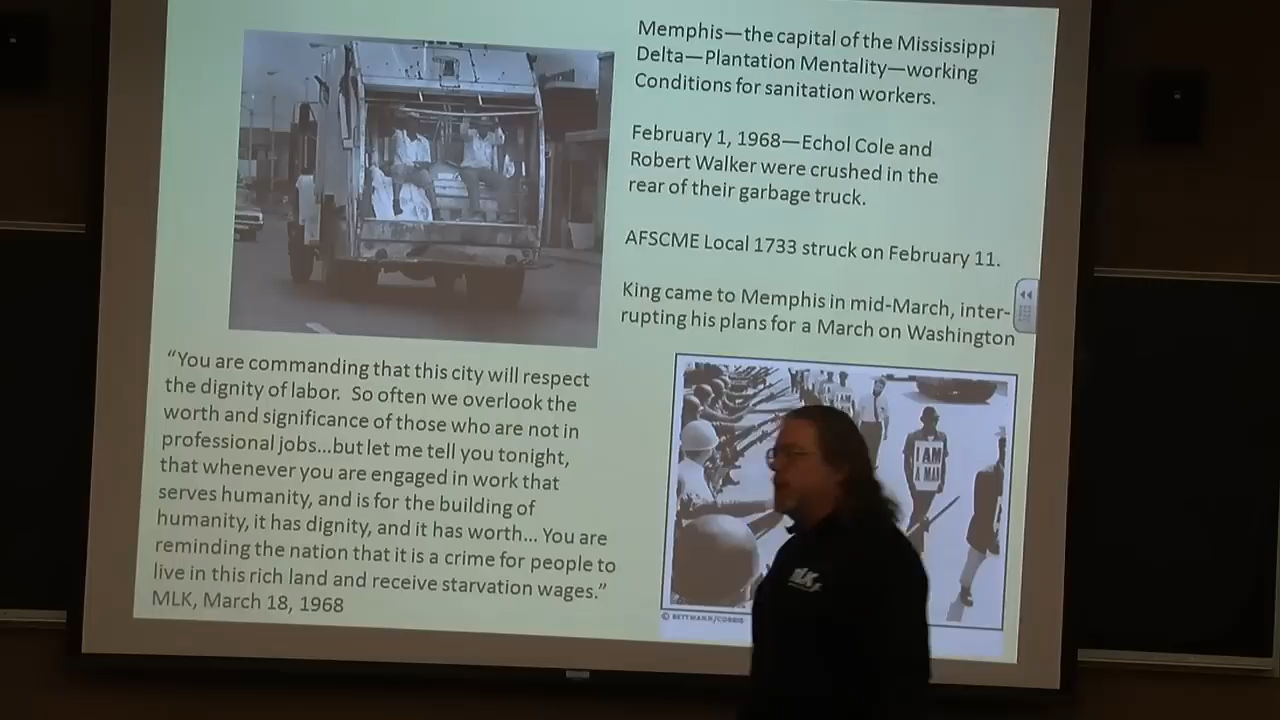 Memphis—the capital of the Mississippi
Delta—Plantation Mentality—working
Conditions for sanitation workers.
February 1, 1968—Echol Cole and
Robert Walker were crushed in the
rear of their garbage truck.
AFSCME Local 1733 struck on February 11.
King came to Memphis in mid-March, inter-
rupting his plans for a March on Washington
“You are commanding that this city will respect
the dignity of labor.  So often we overlook the
worth and significance of those who are not in
professional jobs...but let me tell you tonight,
that whenever you are engaged in work that
serves humanity, and is for the building of
humanity, it has dignity, and it has worth... You are
reminding the nation that it is a crime for people to
live in this rich land and receive starvation wages.”
MLK, March 18, 1968
I AM
A MAN
© BETTMANN/CORBIS
MLK